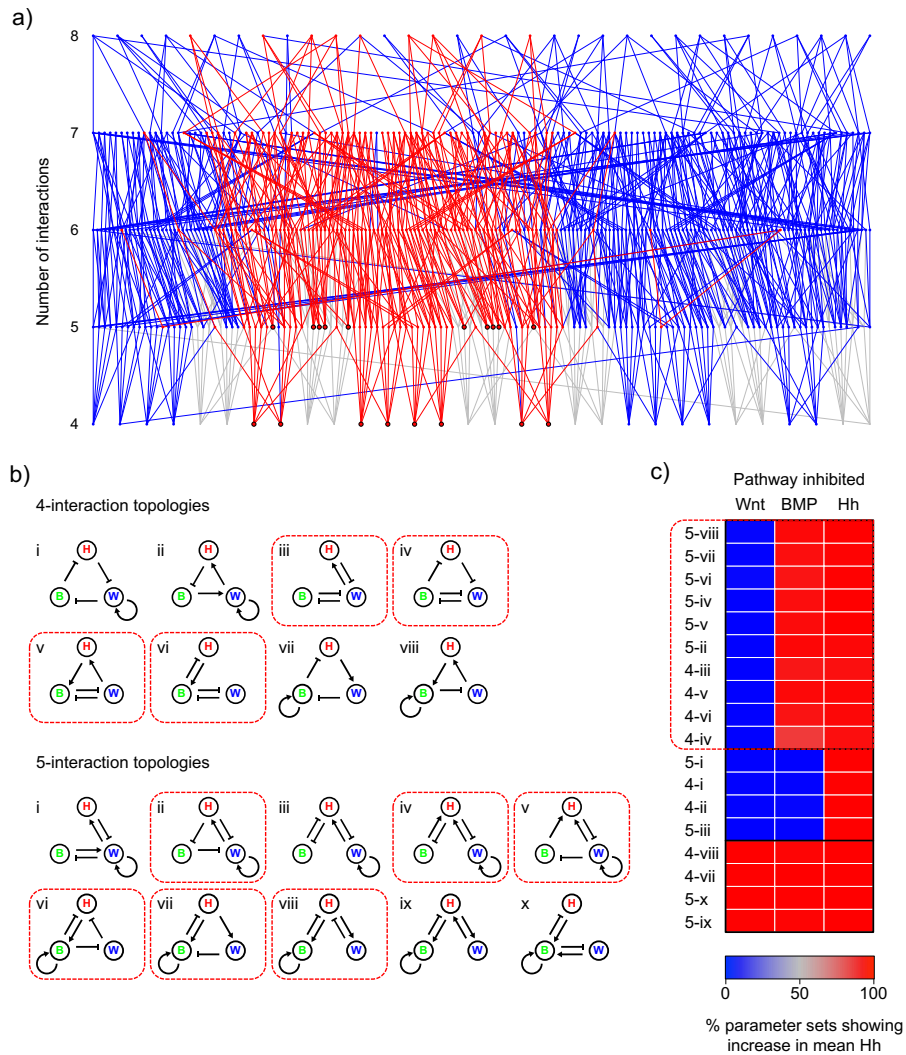 a)
8
7
6
5
4
Number of interactions
b)
4-interaction topologies
i ii iii iv
H H H H
B W B W B W B W
v vi vii viii
H H H H
B W B W B W B W
5-interaction topologies
i ii iii iv v
H H H H H
B W B W B W B W B W
vi vii viii ix x
H H H H H
B W B W B W B W B W
c)
Pathway inhibited
Wnt BMP Hh
5-viii
5-vii
5-vi
5-iv
5-v
5-ii
4-iii
4-v
4-vi
4-iv
5-i
4-i
4-ii
5-iii
4-viii
4-vii
5-x
5-ix
0 50 100
% parameter sets showing
increase in mean Hh